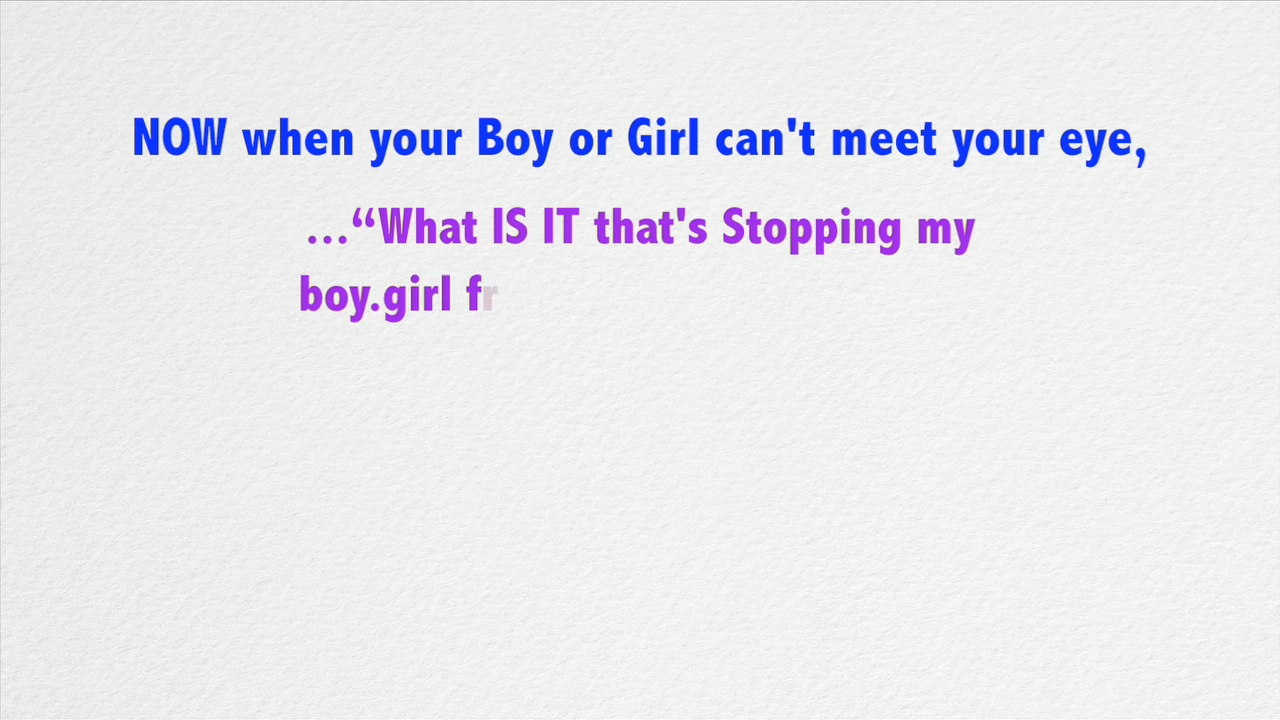 NOW when your Boy or Girl can't meet your eye,
…“What IS IT that's Stopping my
boy.girl fr